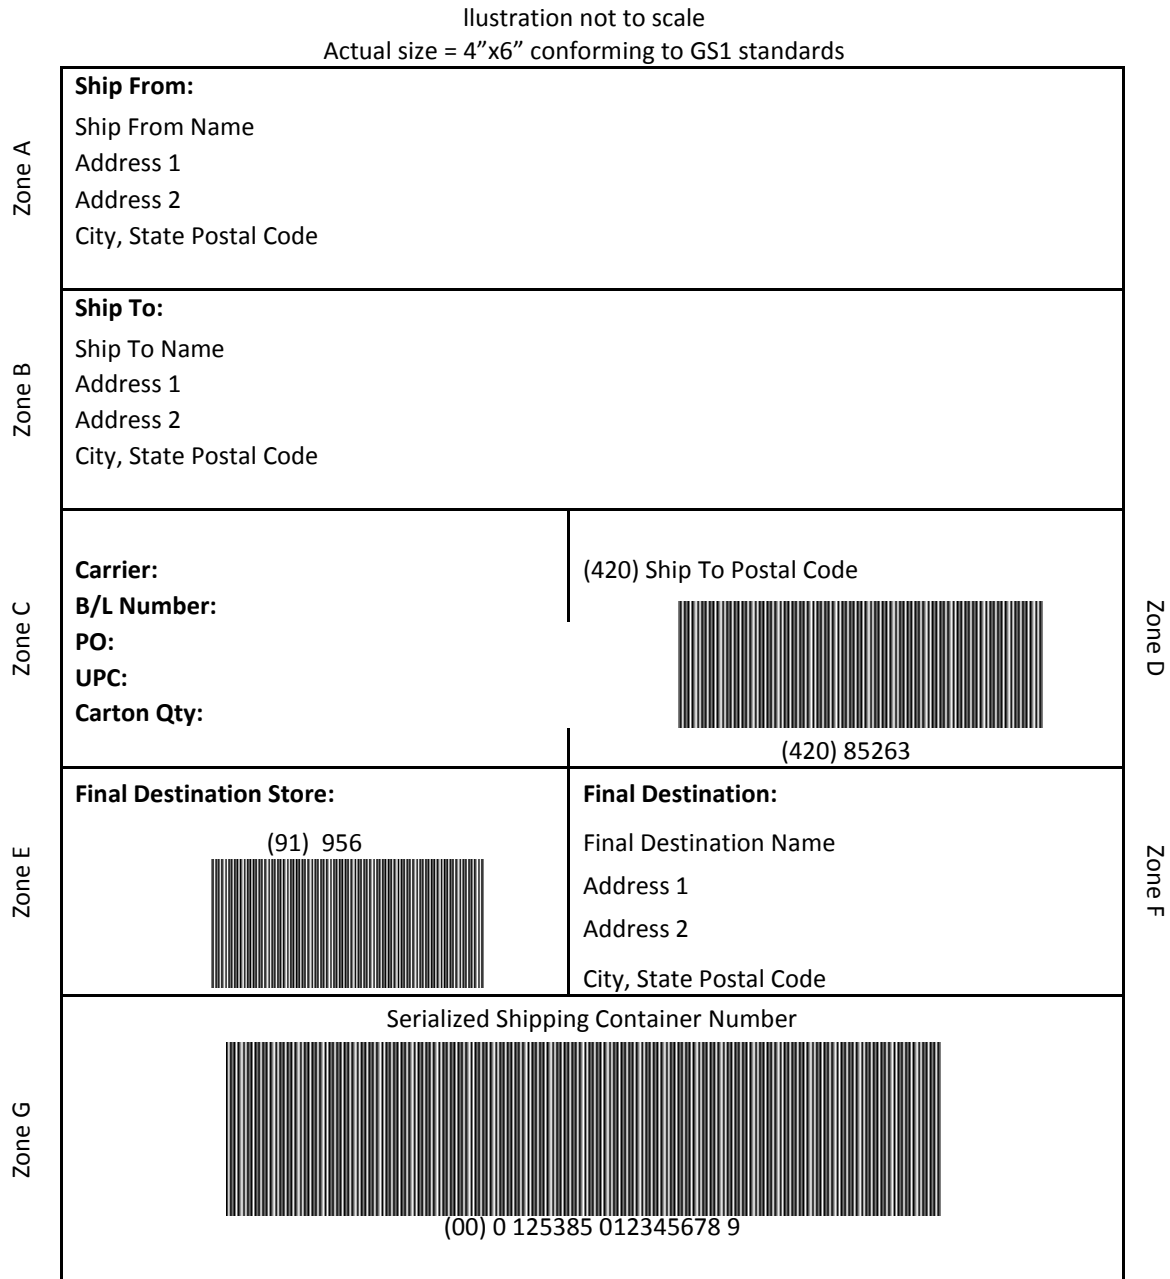 llustration not to scale
Actual size = 4”x6” conforming to GS1 standards
Zone A
Ship From:
Ship From Name
Address 1
Address 2
City, State Postal Code
Zone B
Ship To:
Ship To Name
Address 1
Address 2
City, State Postal Code
Zone C
Carrier:
B/L Number:
PO:
UPC:
Carton Qty:
(420) Ship To Postal Code
(420) 85263
Zone D
Zone E
Final Destination Store:
(91) 956
Final Destination:
Final Destination Name
Address 1
Address 2
City, State Postal Code
Zone F
Zone G
Serialized Shipping Container Number
(00) 0 125385 012345678 9